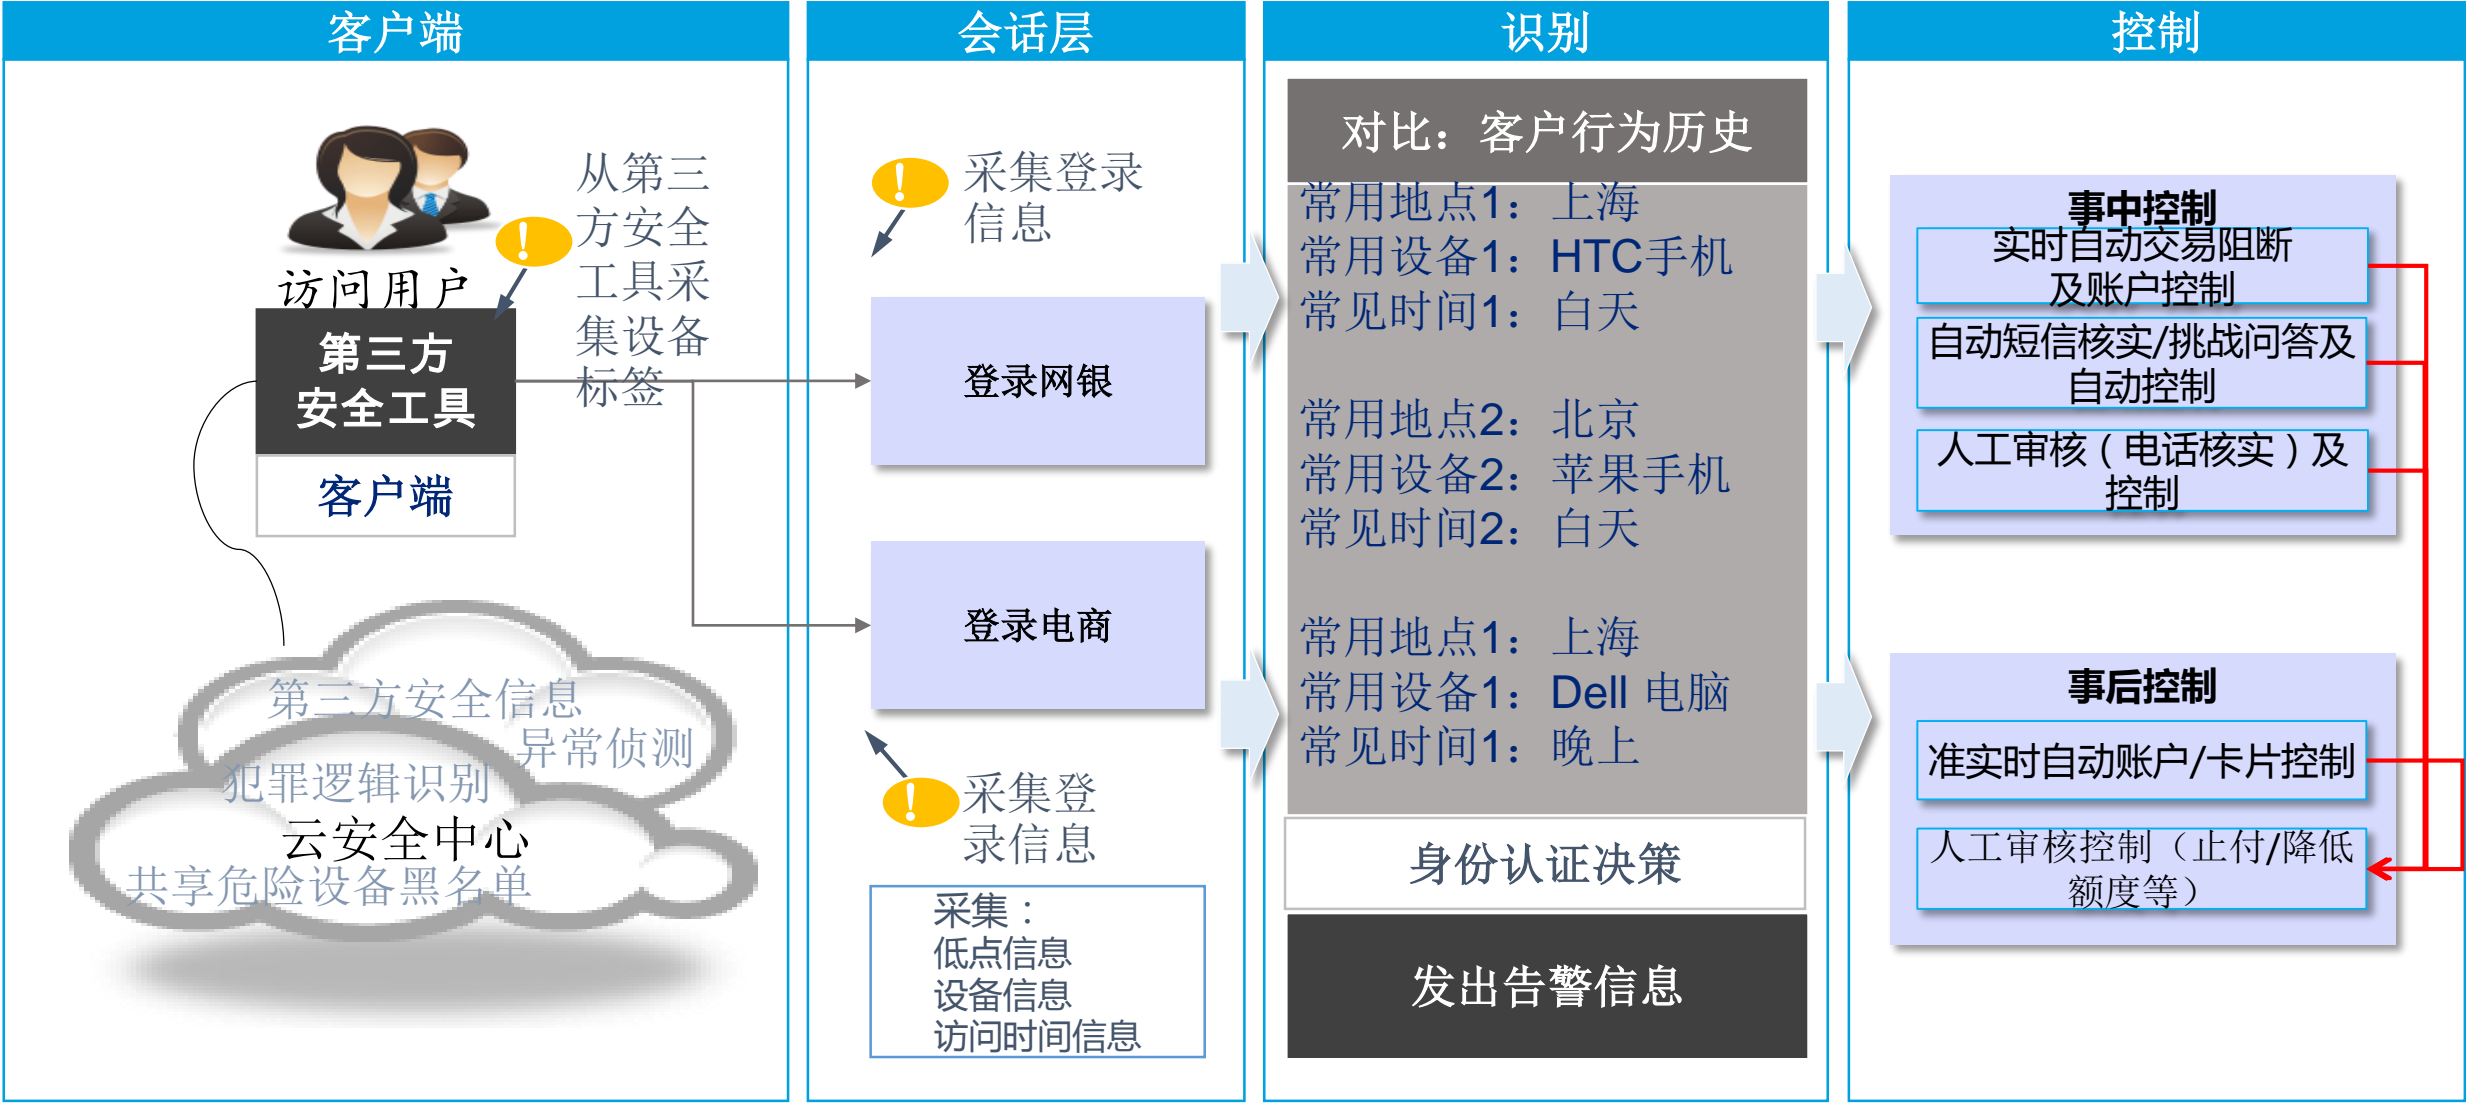 客户端
访问用户
从第三
方安全
工具采
集设备
标签
第三方
安全工具
客户端
第三方安全信息
异常侦测
犯罪逻辑识别
云安全中心
共享危险设备黑名单
会话层
采集登录
信息
登录网银
登录电商
采集登
录信息
采集：
低点信息
设备信息
访问时间信息
识别
对比：客户行为历史
常用地点1：上海
常用设备1：HTC手机
常见时间1：白天
常用地点2：北京
常用设备2：苹果手机
常见时间2：白天
常用地点1：上海
常用设备1：Dell 电脑
常见时间1：晚上
身份认证决策
发出告警信息
控制
事中控制
实时自动交易阻断
及账户控制
自动短信核实/挑战问答及
自动控制
人工审核（电话核实）及
控制
事后控制
准实时自动账户/卡片控制
人工审核控制（止付/降低
额度等）